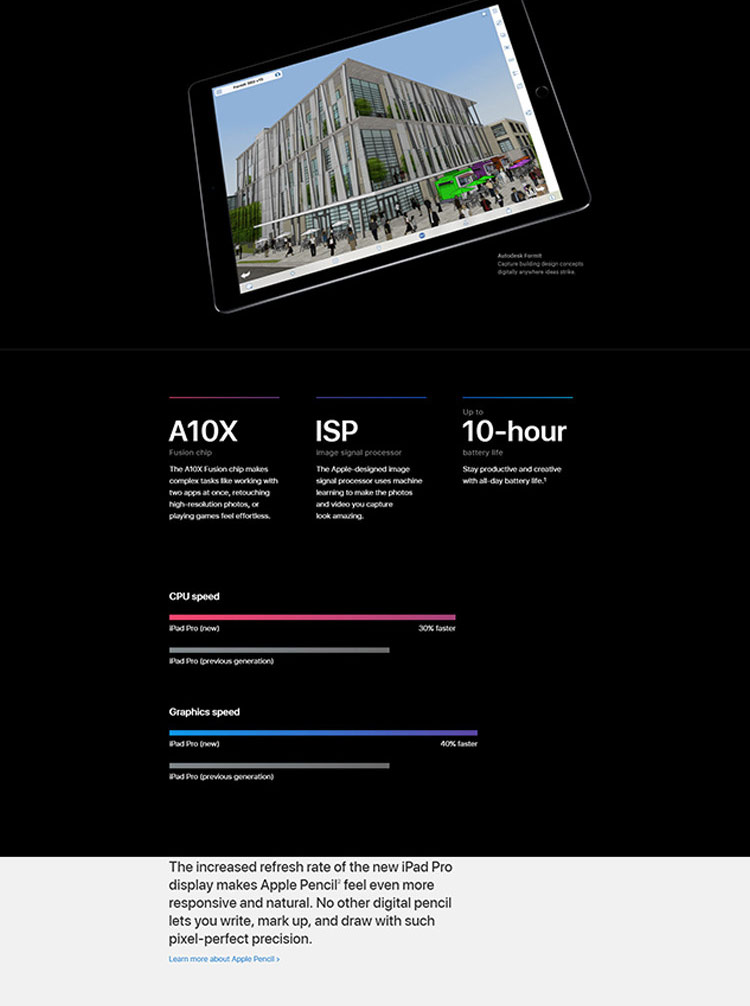 Autodesk FormIt
Capture building design concepts
digitally anywhere ideas strike.
A10X
Fusion chip
The A10X Fusion chip makes
complex tasks like working with
two apps at once, retouching
high-resolution photos, or
playing games feel effortless.
ISP
Image signal processor
The Apple-designed image
signal processor uses machine
learning to make the photos
and video you capture
look amazing.
Up to
10-hour
battery life
Stay productive and creative
with all-day battery life.¹
CPU speed
iPad Pro (new)
30% faster
iPad Pro (previous generation)
Graphics speed
iPad Pro (new)
40% faster
iPad Pro (previous generation)
The increased refresh rate of the new iPad Pro
display makes Apple Pencil² feel even more
responsive and natural. No other digital pencil
lets you write, mark up, and draw with such
pixel-perfect precision.
Learn more about Apple Pencil >